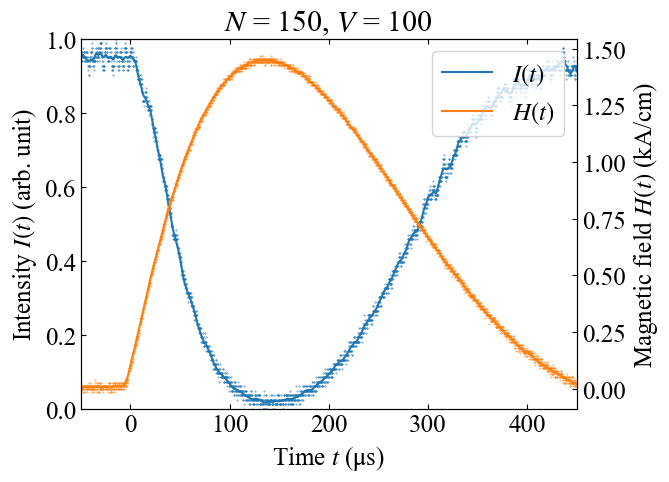 N = 150, V = 100
Intensity I(t) (arb. unit)
1.0
0.8
0.6
0.4
0.2
0.0
I(t)
H(t)
1.50
1.25
1.00
0.75
0.50
0.25
0.00
Magnetic field H(t) (kA/cm)
0 100 200 300 400
Time t (μs)